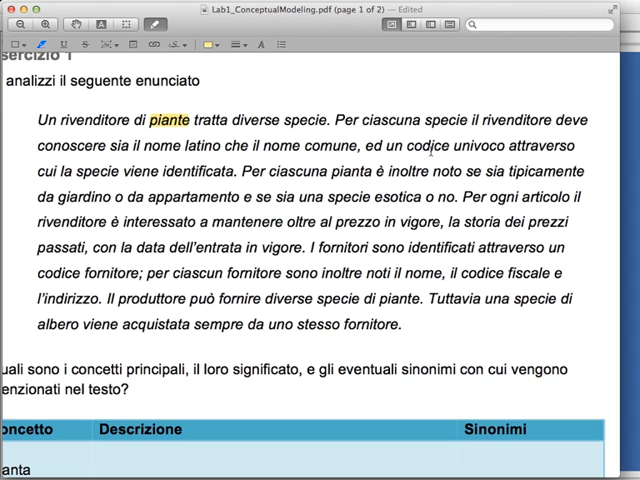 Lab1_ConceptualModeling.pdf (page 1 of 2) — Edited
sercizio 1
analizzi il seguente enunciato
Un rivenditore di piante tratta diverse specie. Per ciascuna specie il rivenditore deve
conoscere sia il nome latino che il nome comune, ed un codice univoco attraverso
cui la specie viene identificata. Per ciascuna pianta è inoltre noto se sia tipicamente
da giardino o da appartamento e se sia una specie esotica o no. Per ogni articolo il
rivenditore è interessato a mantenere oltre al prezzo in vigore, la storia dei prezzi
passati, con la data dell'entrata in vigore. I fornitori sono identificati attraverso un
codice fornitore; per ciascun fornitore sono inoltre noti il nome, il codice fiscale e
l'indirizzo. Il produttore può fornire diverse specie di piante. Tuttavia una specie di
albero viene acquistata sempre da uno stesso fornitore.
uali sono i concetti principali, il loro significato, e gli eventuali sinonimi con cui vengono
enzionati nel testo?
oncetto Descrizione Sinonimi
anta